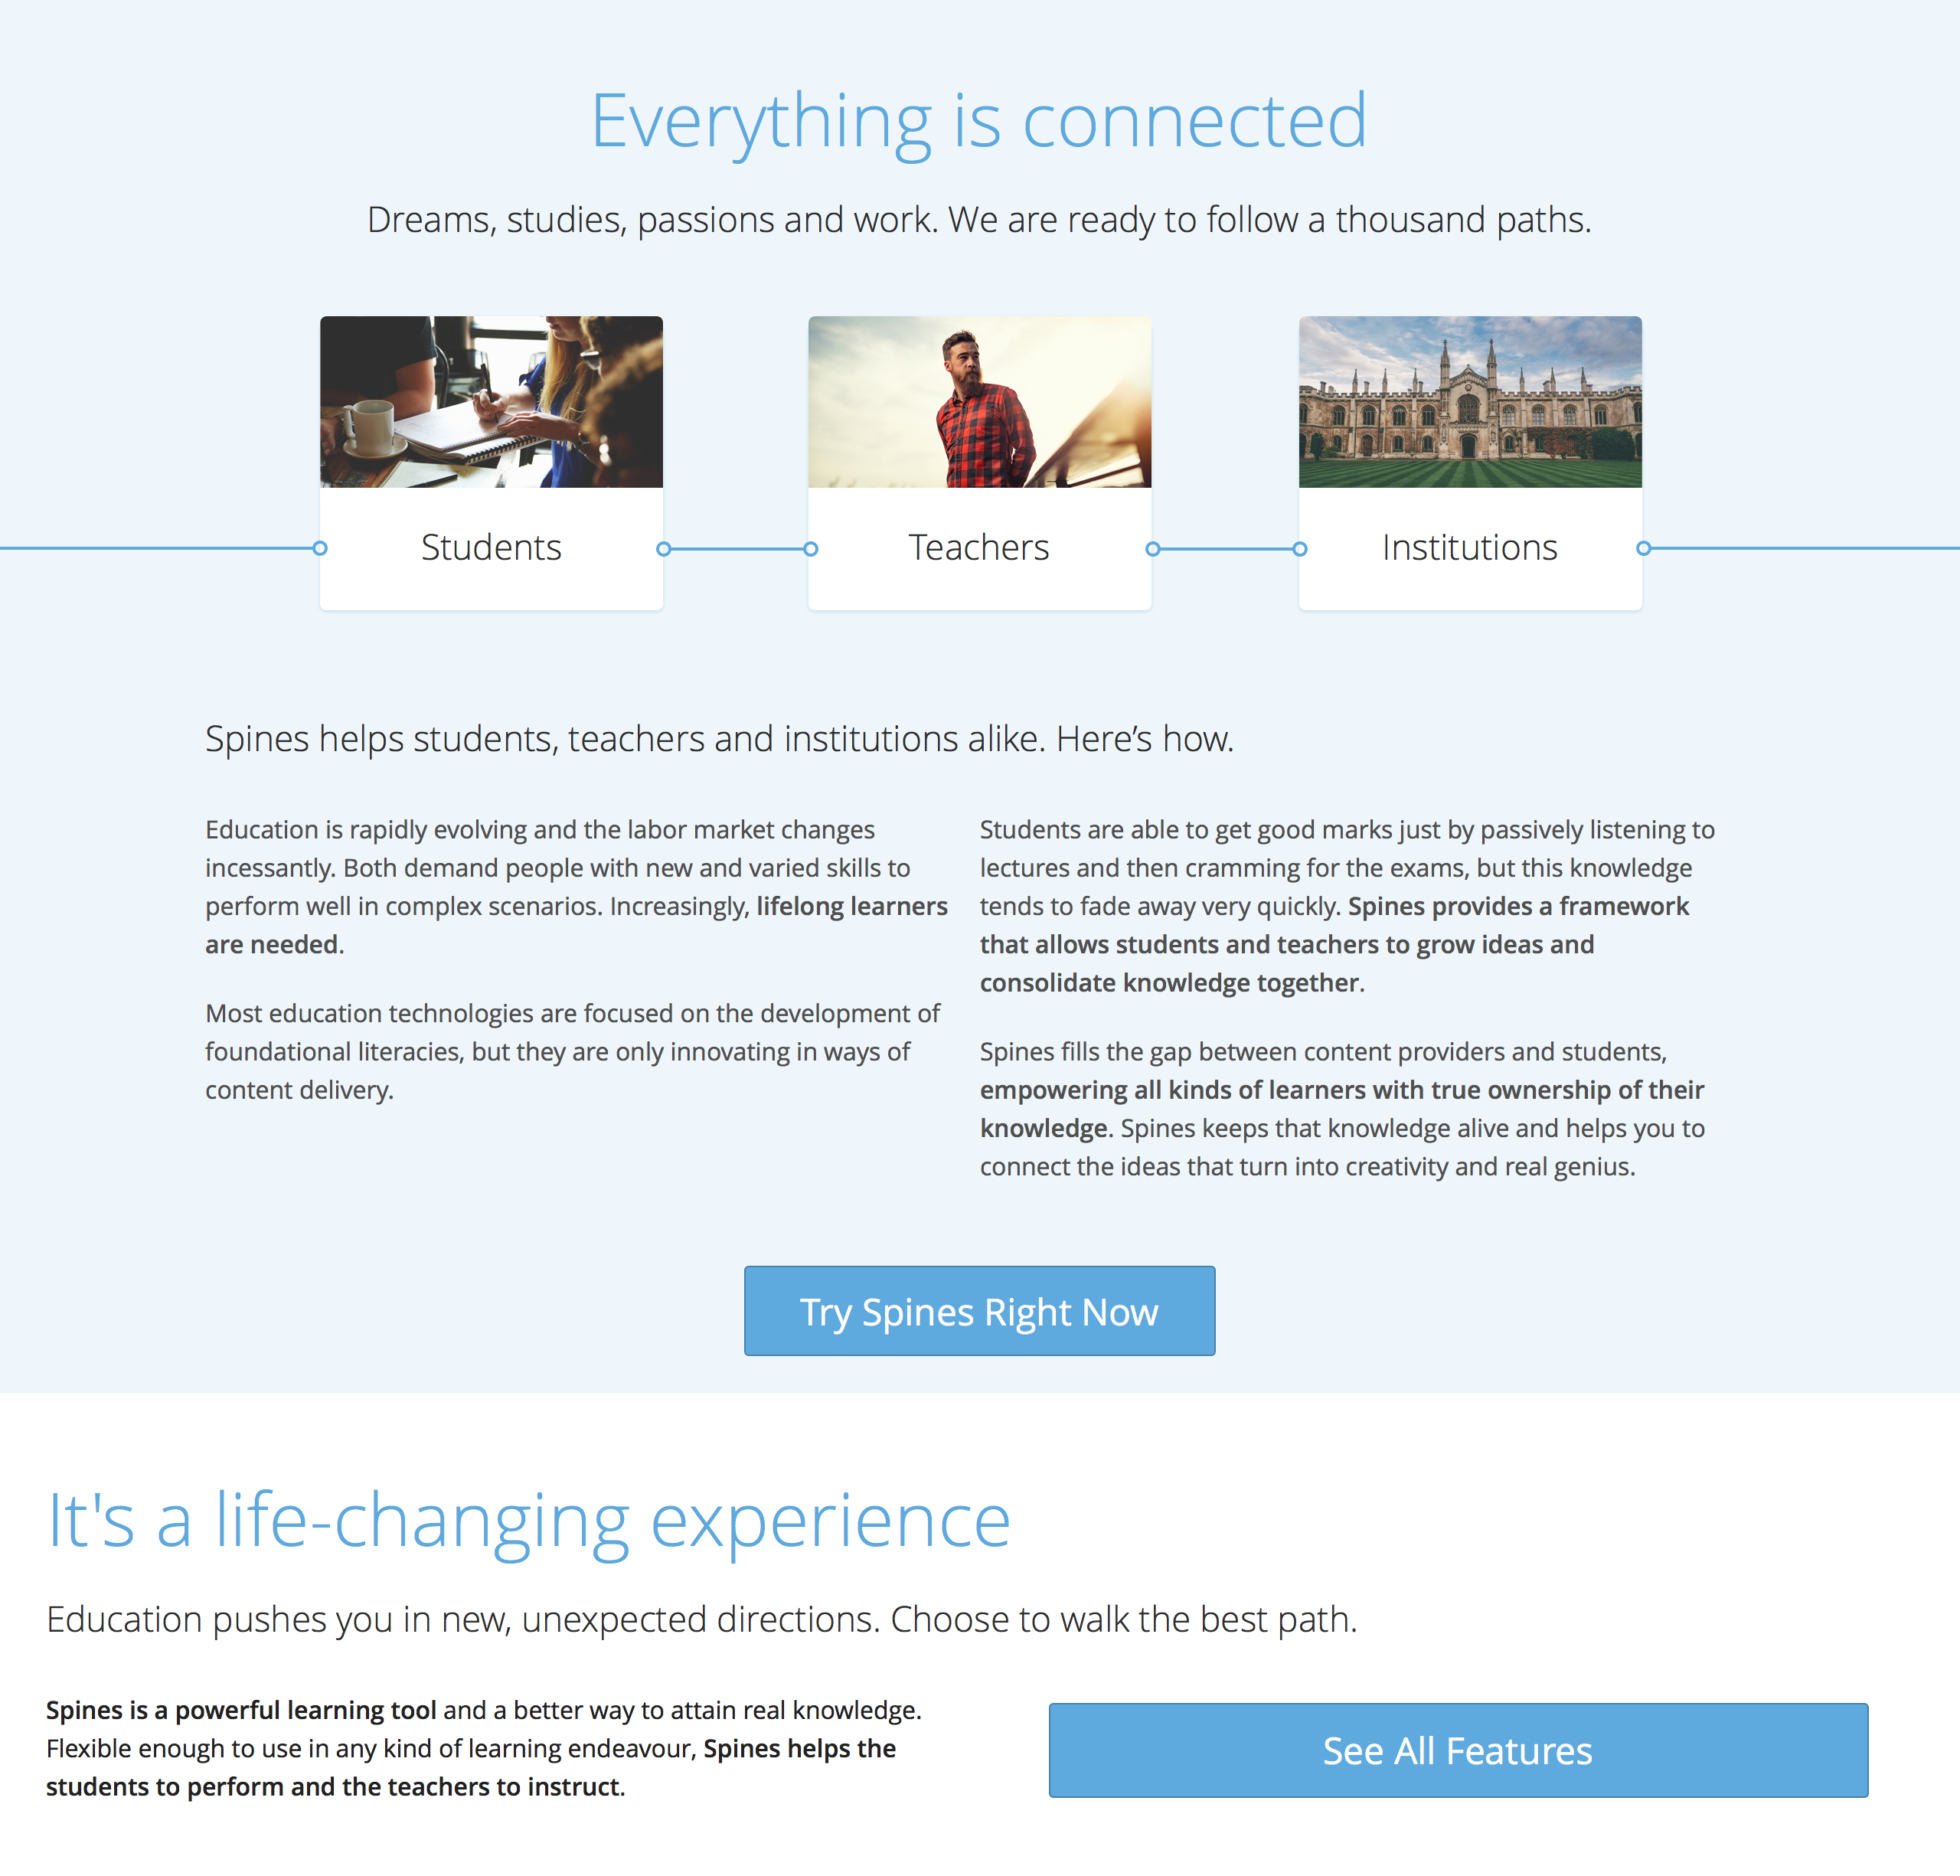 Everything is connected
Dreams, studies, passions and work. We are ready to follow a thousand paths.
Students
Teachers
Institutions
Spines helps students, teachers and institutions alike. Here’s how.
Education is rapidly evolving and the labor market changes
incessantly. Both demand people with new and varied skills to
perform well in complex scenarios. Increasingly, lifelong learners
are needed.
Most education technologies are focused on the development of
foundational literacies, but they are only innovating in ways of
content delivery.
Students are able to get good marks just by passively listening to
lectures and then cramming for the exams, but this knowledge
tends to fade away very quickly. Spines provides a framework
that allows students and teachers to grow ideas and
consolidate knowledge together.
Spines fills the gap between content providers and students,
empowering all kinds of learners with true ownership of their
knowledge. Spines keeps that knowledge alive and helps you to
connect the ideas that turn into creativity and real genius.
Try Spines Right Now
It's a life-changing experience
Education pushes you in new, unexpected directions. Choose to walk the best path.
Spines is a powerful learning tool and a better way to attain real knowledge.
Flexible enough to use in any kind of learning endeavour, Spines helps the
students to perform and the teachers to instruct.
See All Features